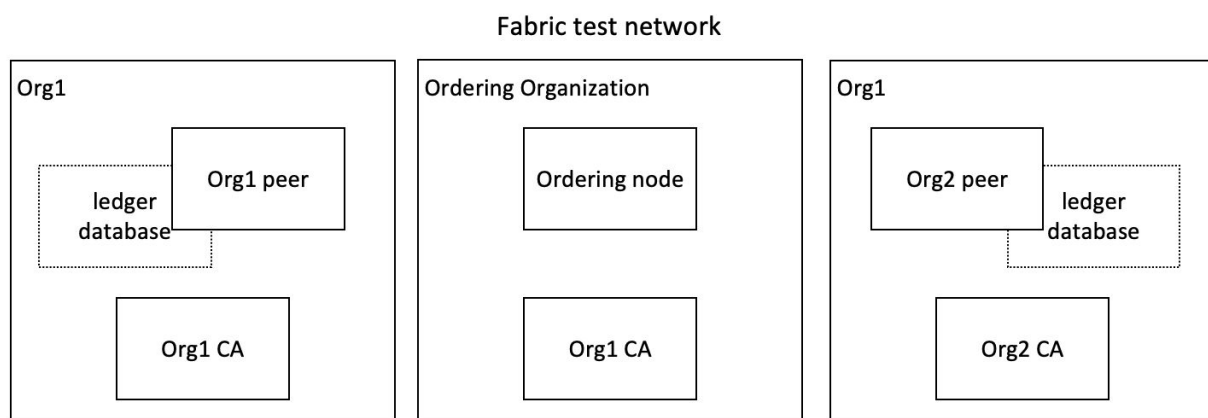 Fabric test network
Org1
Org1 peer
ledger
database
Org1 CA
Ordering Organization
Ordering node
Org1 CA
Org1
Org2 peer
ledger
database
Org2 CA